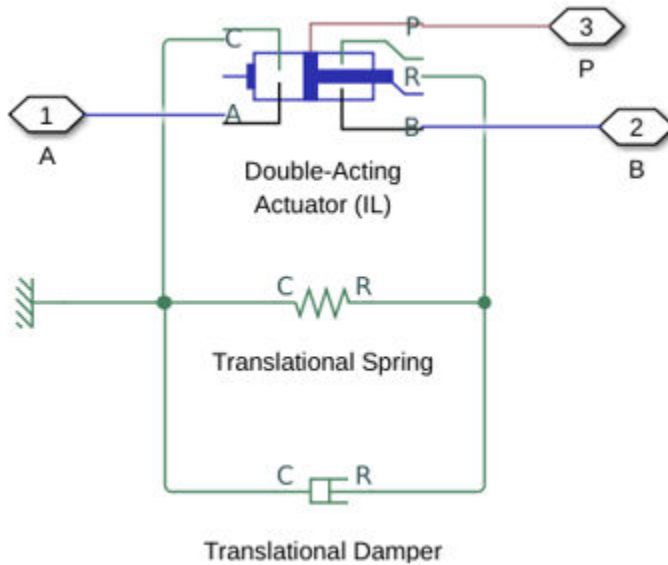 C
P
3
P
R
1
A
A
B
2
B
Double-Acting
Actuator (IL)
C
R
Translational Spring
C
R
Translational Damper